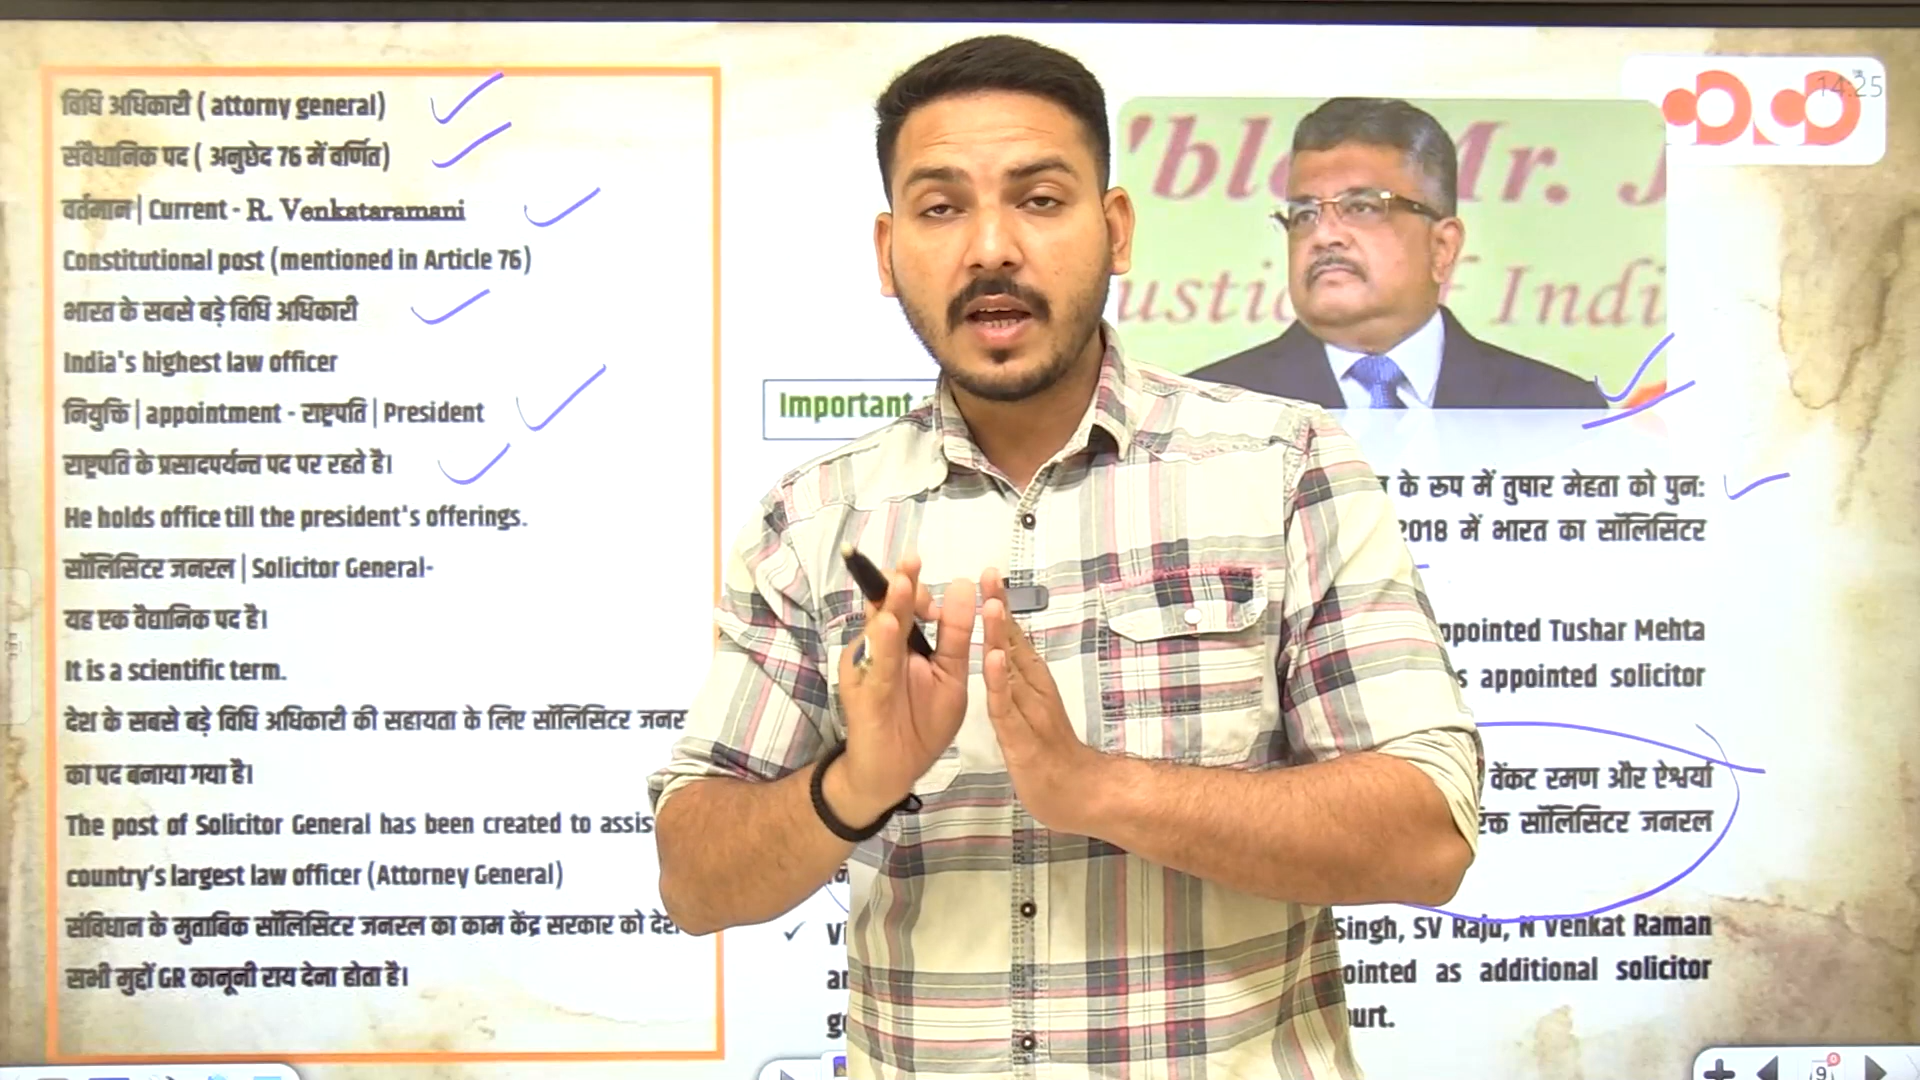 विधि अधिकारी ( attorny general)
संवैधानिक पद ( अनुछेद 76 में वर्णित)
वर्तमान | Current - R. Venkataramani
Constitutional post (mentioned in Article 76)
भारत के सबसे बड़े विधि अधिकारी
India's highest law officer
नियुक्ति | appointment - राष्ट्रपति | President
राष्ट्रपति के प्रसादपर्यन्त पद पर रहते है।
He holds office till the president's offerings.
सॉलिसिटर जनरल | Solicitor General-
यह एक वैद्यानिक पद है।
It is a scientific term.
देश के सबसे बड़े विधि अधिकारी की सहायता के लिए सॉलिसिटर जनर
का पद बनाया गया है।
The post of Solicitor General has been created to assis
country's largest law officer (Attorney General)
संविधान के मुताबिक सॉलिसिटर जनरल का काम केंद्र सरकार को देश
सभी मुद्दों GR कानूनी राय देना होता है।
'bl Mr. J
ustic f Indi
14:25
Important
के रूप में तुषार मेहता को पुन:
2018 में भारत का सॉलिसिटर
ppointed Tushar Mehta
s appointed solicitor
वेंकट रमण और ऐश्वर्या
सॉलिसिटर जनरल
Singh, SV Raju, N Venkat Raman
ointed as additional solicitor
urt.
9